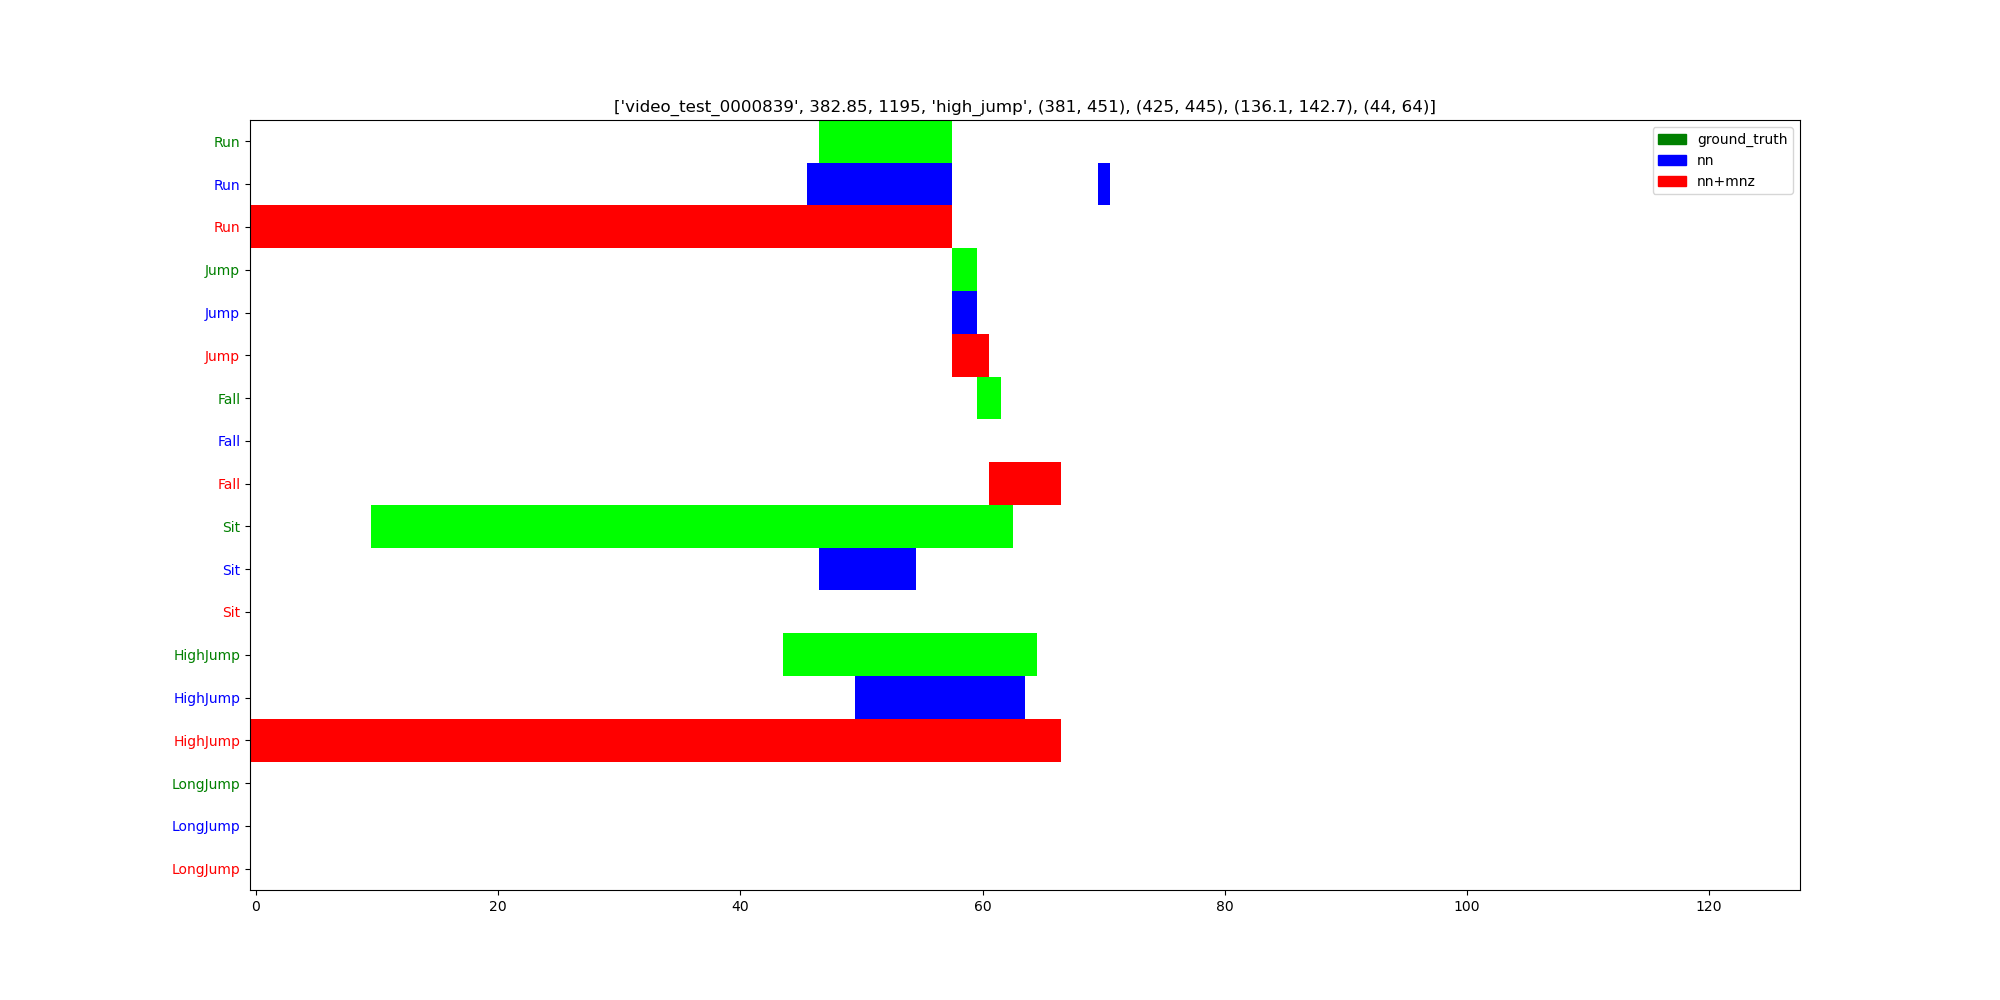 ['video_test_0000839', 382.85, 1195, 'high_jump', (381, 451), (425, 445), (136.1, 142.7), (44, 64)]
ground_truth
nn
nn+mnz
Run
Run
Run
Jump
Jump
Jump
Fall
Fall
Fall
Sit
Sit
Sit
HighJump
HighJump
HighJump
LongJump
LongJump
LongJump
0 20 40 60 80 100 120